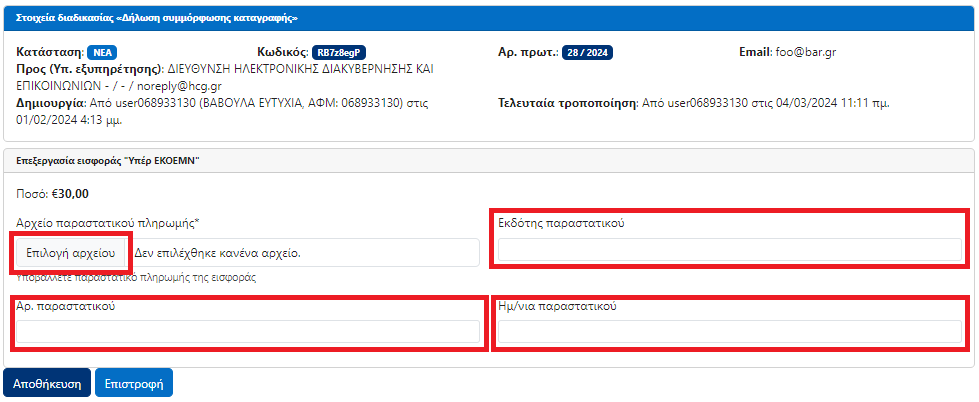 Στοιχεία διαδικασίας «Δήλωση συμμόρφωσης καταγραφής»
Κατάσταση: ΝΕΑ Κωδικός: RB7z8egP Αρ. πρωτ.: 28 / 2024 Email: foo@bar.gr
Προς (Υπ. εξυπηρέτησης): ΔΙΕΥΘΥΝΣΗ ΗΛΕΚΤΡΟΝΙΚΗΣ ΔΙΑΚΥΒΕΡΝΗΣΗΣ ΚΑΙ
ΕΠΙΚΟΙΝΩΝΙΩΝ - / - / noreply@hcg.gr
Δημιουργία: Από user068933130 (ΒΑΒΟΥΛΑ ΕΥΤΥΧΙΑ, ΑΦΜ: 068933130) στις Τελευταία τροποποίηση: Από user068933130 στις 04/03/2024 11:11 πμ.
01/02/2024 4:13 μμ.
Επεξεργασία εισφοράς "Υπέρ ΕΚΟΕΜΝ"
Ποσό: €30,00
Αρχείο παραστατικού πληρωμής* Εκδότης παραστατικού
Επιλογή αρχείου Δεν επιλέχθηκε κανένα αρχείο.
Υποβάλλετε παραστατικό πληρωμής της εισφοράς
Αρ. παραστατικού Ημ/νια παραστατικού
Αποθήκευση Επιστροφή